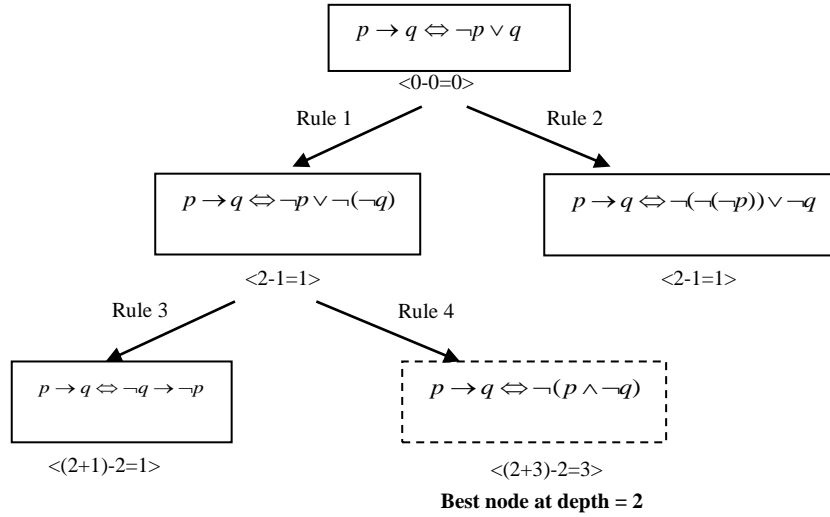 p → q ⇔ ¬p ∨ q
<0-0=0>
Rule 1
Rule 2
p → q ⇔ ¬p ∨ ¬(¬q)
p → q ⇔ ¬(¬(¬p)) ∨ ¬q
<2-1=1>
<2-1=1>
Rule 3
Rule 4
p → q ⇔ ¬q → ¬p
p → q ⇔ ¬(p ∧ ¬q)
<(2+1)-2=1>
<(2+3)-2=3>
Best node at depth = 2